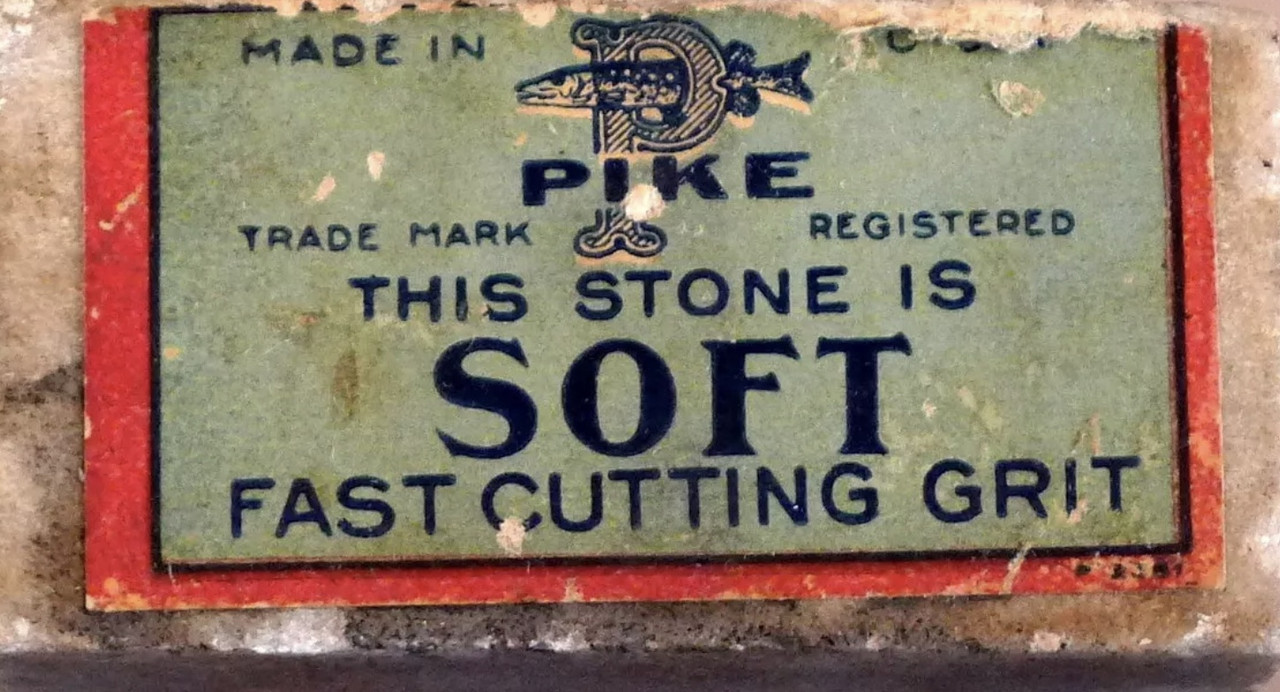 MADE IN
P
PIKE
TRADE MARK REGISTERED
THIS STONE IS
SOFT
FAST CUTTING GRIT